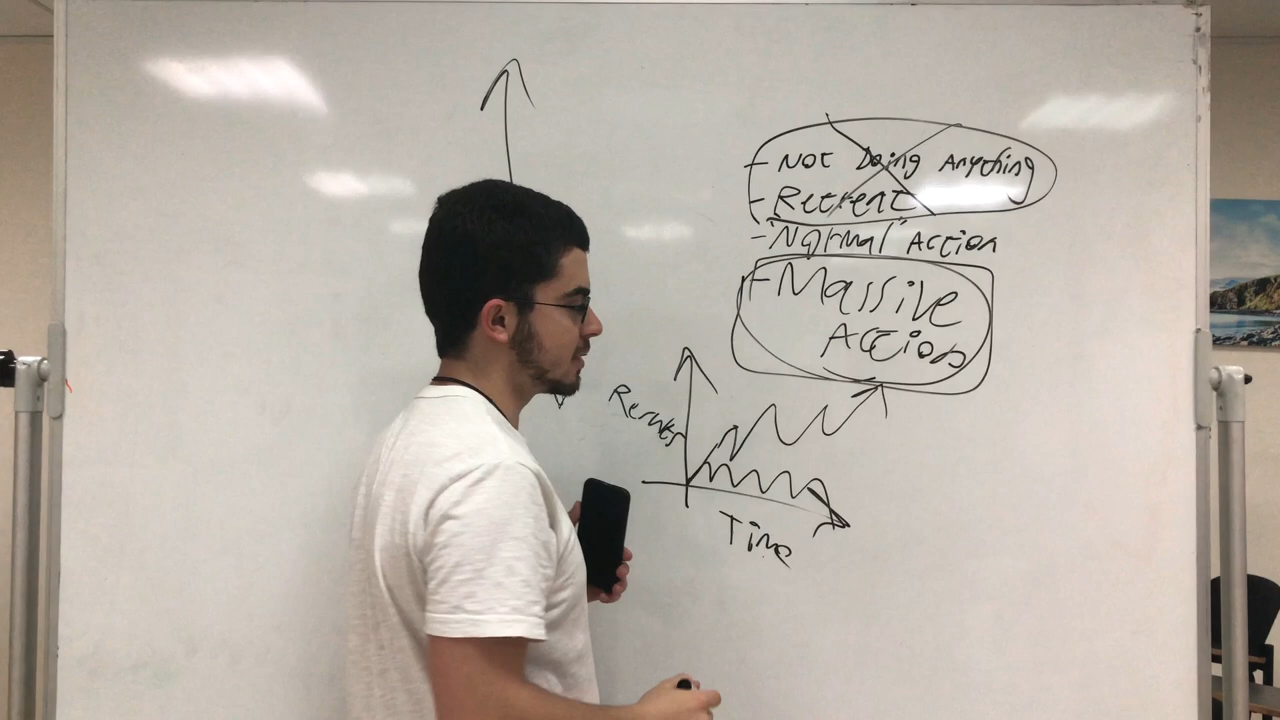 - Not Doing Anything
- Retreat
- "Normal" Action
- Massive
Action
Results
Time